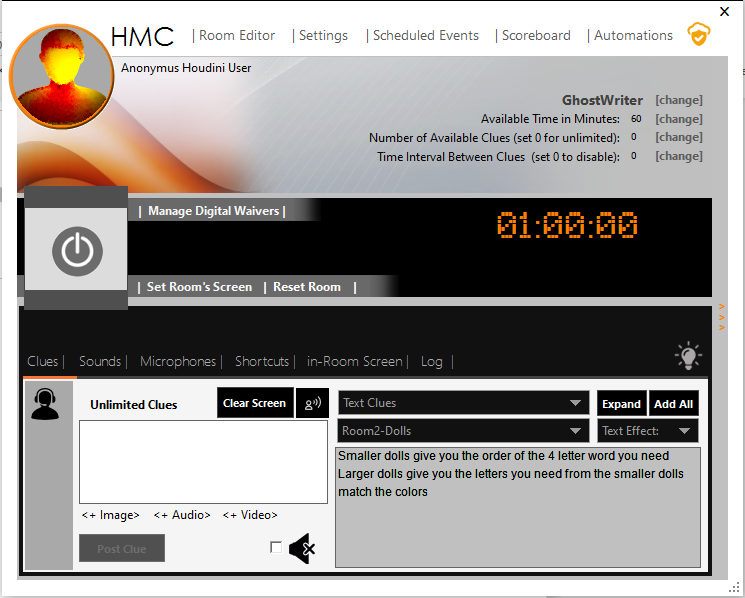 HMC | Room Editor | Settings | Scheduled Events | Scoreboard | Automations
Anonymus Houdini User
GhostWriter [change]
Available Time in Minutes: 60 [change]
Number of Available Clues (set 0 for unlimited): 0 [change]
Time Interval Between Clues (set 0 to disable): 0 [change]
| Manage Digital Waivers |
01:00:00
| Set Room's Screen | Reset Room |
Clues | Sounds | Microphones | Shortcuts | in-Room Screen | Log |
Unlimited Clues
Clear Screen
Text Clues
Expand
Add All
Room2-Dolls
Text Effect:
Smaller dolls give you the order of the 4 letter word you need
Larger dolls give you the letters you need from the smaller dolls
match the colors
<+ Image> <+ Audio> <+ Video>
Post Clue